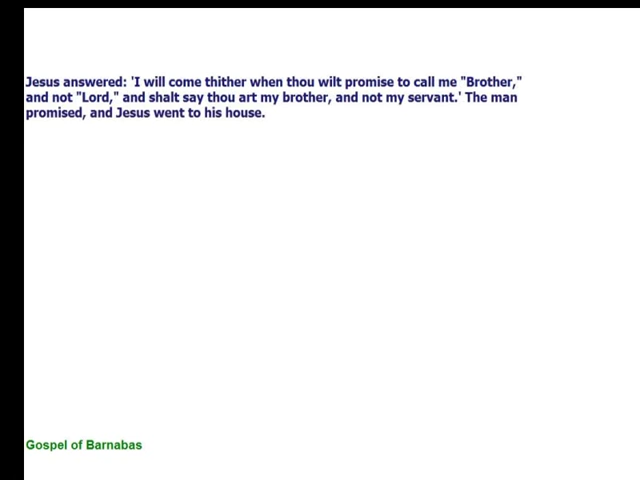 Jesus answered: 'I will come thither when thou wilt promise to call me "Brother,"
and not "Lord," and shalt say thou art my brother, and not my servant.' The man
promised, and Jesus went to his house.
Gospel of Barnabas